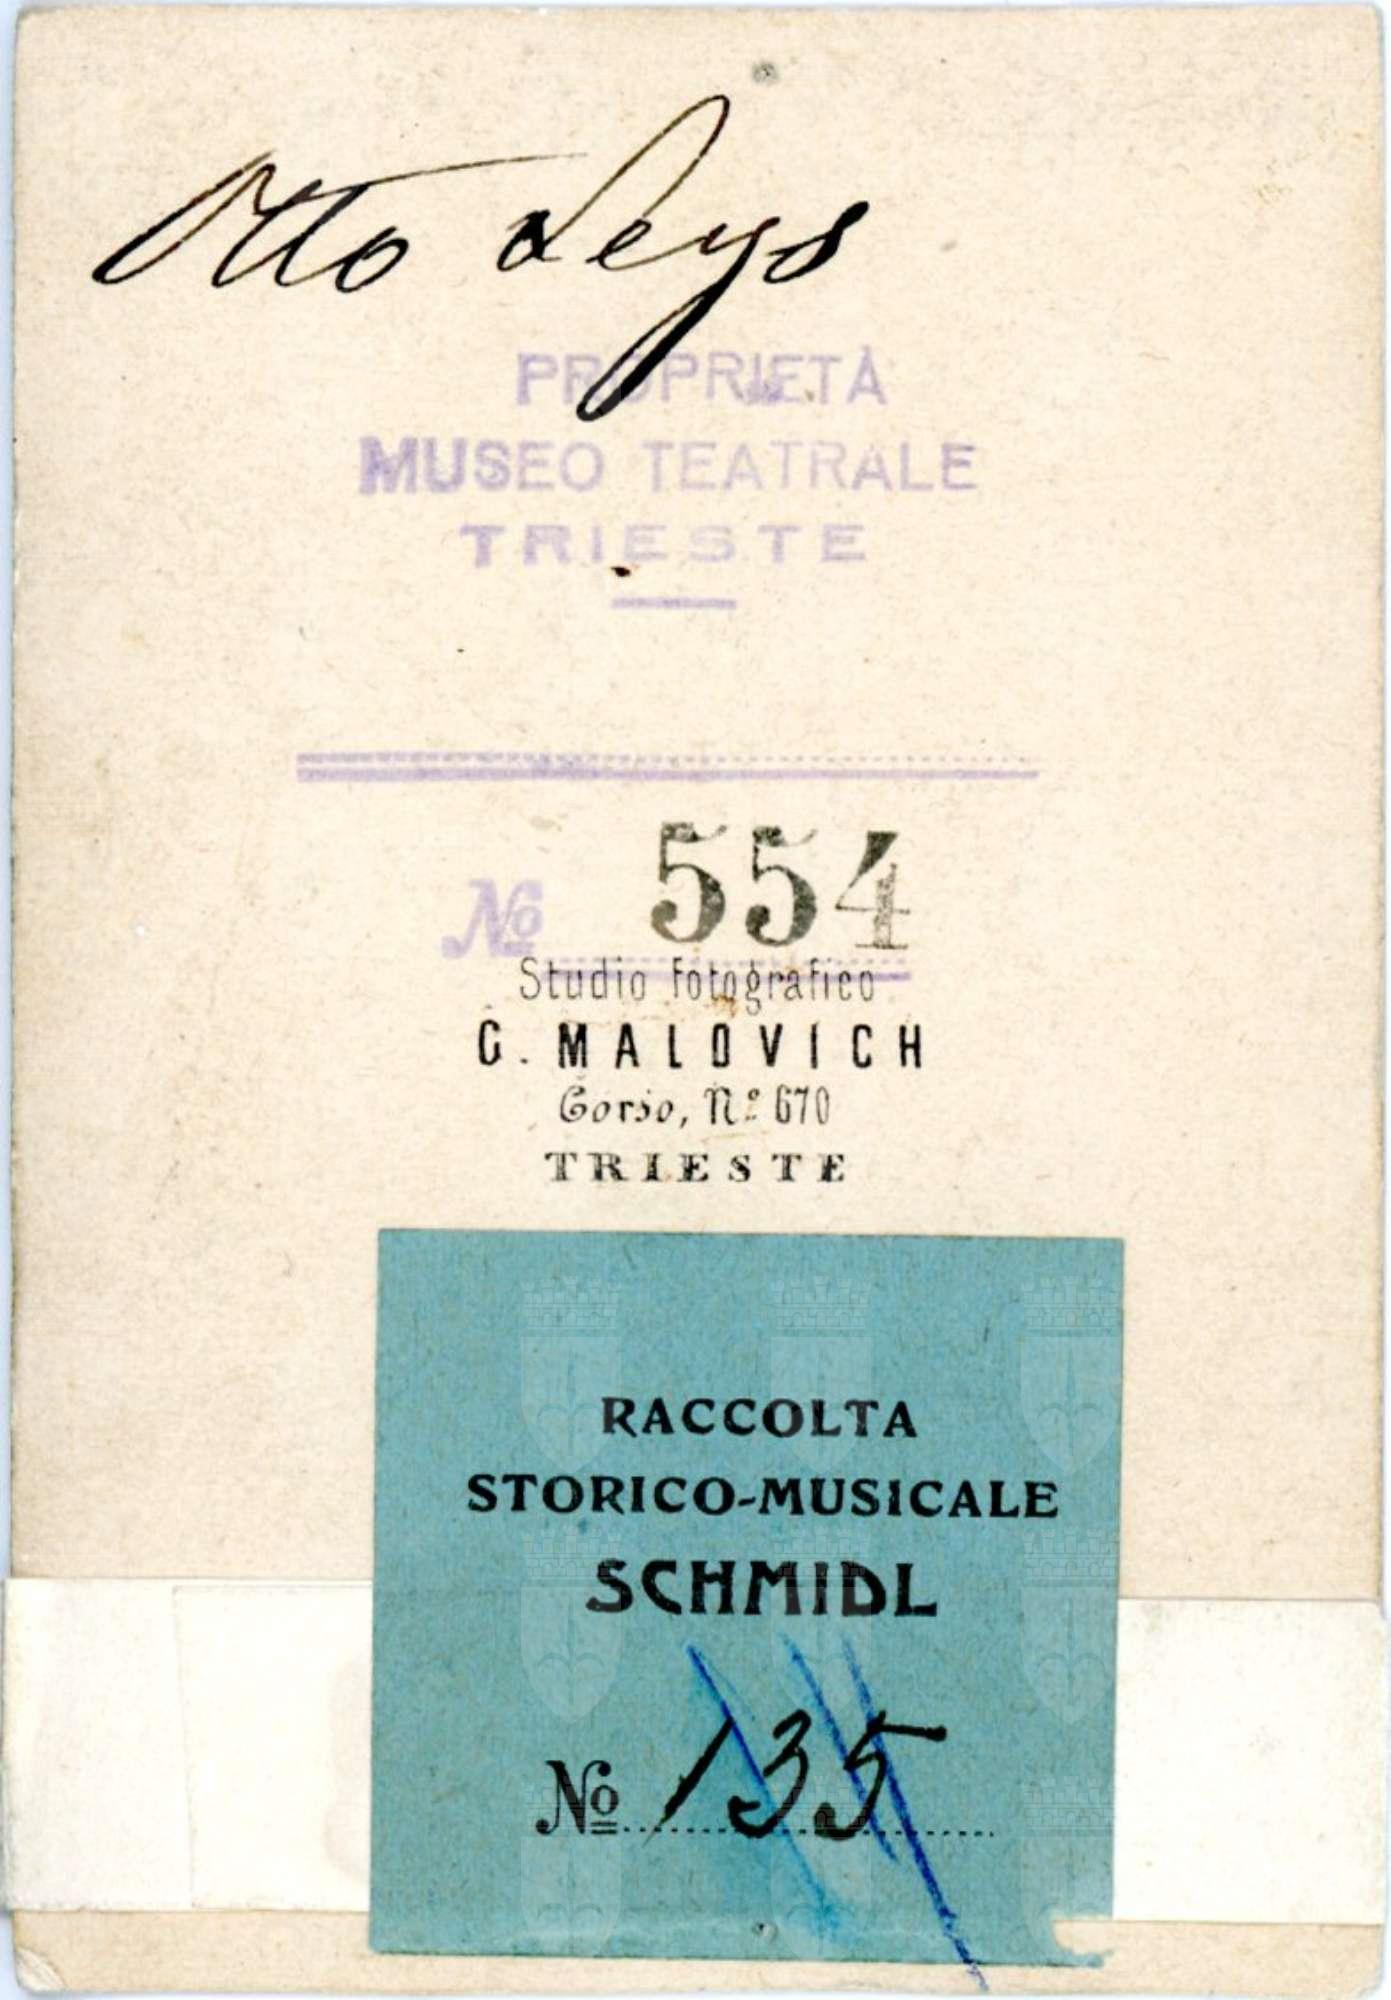 Otto Leys
PROPRIETÀ
MUSEO TEATRALE
TRIESTE
No 554
Studio Fotografico
G. MALOVICH
Corso, No 670
TRIESTE
RACCOLTA
STORICO-MUSICALE
SCHMIDL
No 135